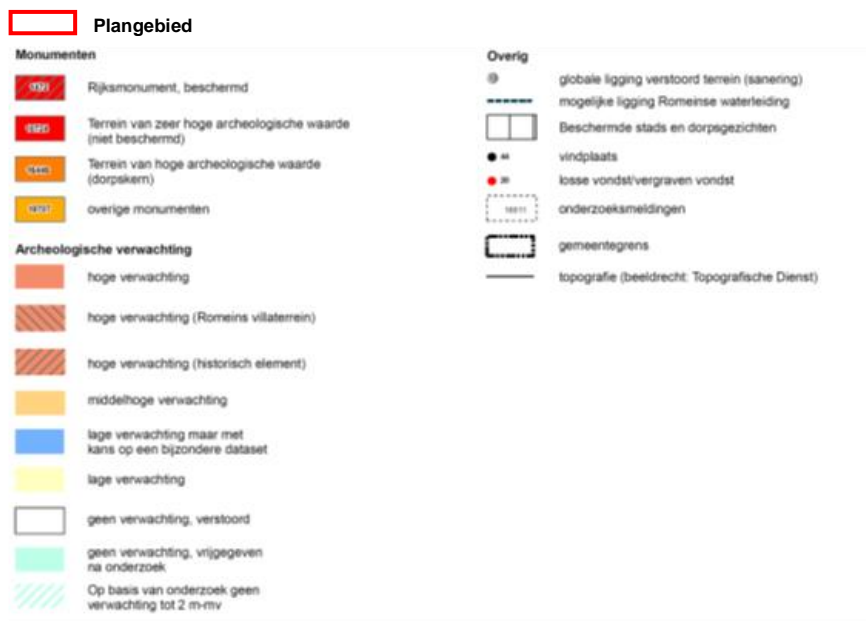 Plangebied
Monumenten
Rijksmonument, beschermd
Terrein van zeer hoge archeologische waarde
(niet beschermd)
Terrein van hoge archeologische waarde
(dorpskern)
overige monumenten
Archeologische verwachting
hoge verwachting
hoge verwachting (Romeins villaterrein)
hoge verwachting (historisch element)
middelhoge verwachting
lage verwachting maar met
kans op een bijzondere dataset
lage verwachting
geen verwachting, verstoord
geen verwachting, vrijgegeven
na onderzoek
Op basis van onderzoek geen
verwachting tot 2 m-mv
Overig
globale ligging verstoord terrein (sanering)
mogelijke ligging Romeinse waterleiding
Beschermde stads en dorpsgezichten
vindplaats
losse vondst/vergraven vondst
onderzoeksmeldingen
gemeentegrens
topografie (beeldrecht: Topografische Dienst)